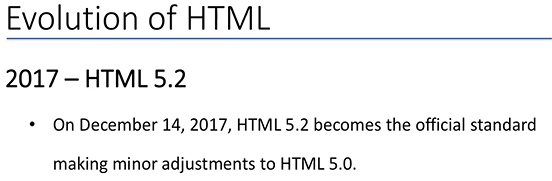 Evolution of HTML
2017 – HTML 5.2
• On December 14, 2017, HTML 5.2 becomes the official standard
making minor adjustments to HTML 5.0.